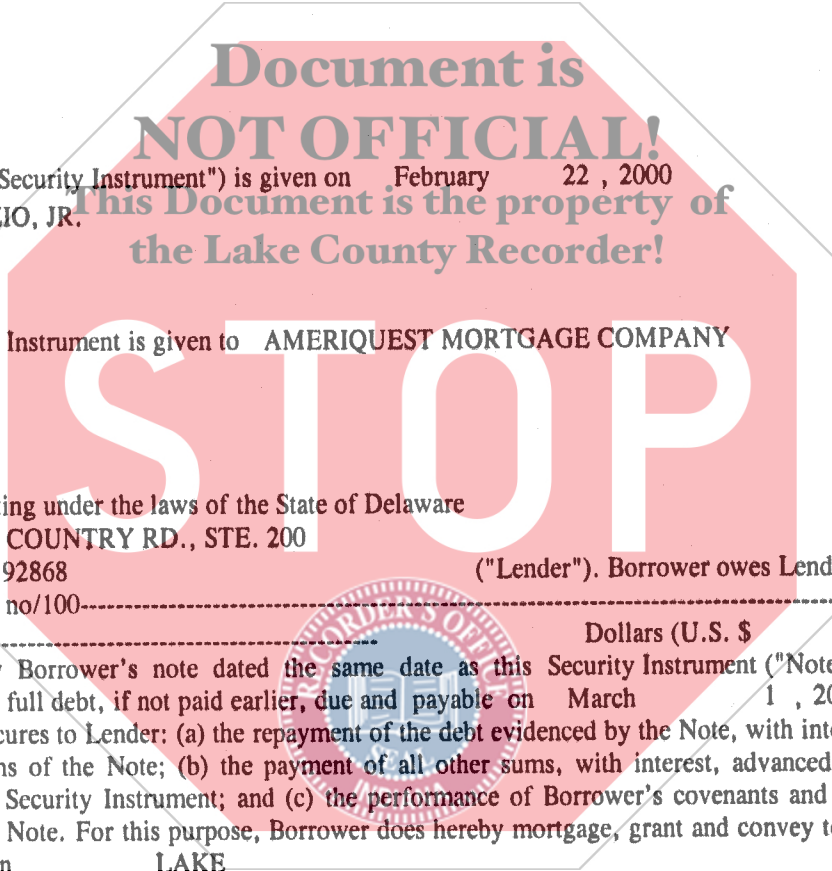 Document is
NOT OFFICIAL!
Security Instrument") is given on February 22 , 2000
This Document is the property of
IO, JR.
the Lake County Recorder!
Instrument is given to AMERIQUEST MORTGAGE COMPANY
STOP
ting under the laws of the State of Delaware
COUNTRY RD., STE. 200
92868 ("Lender"). Borrower owes Lend
no/100------------------------------------------------------------
------------------------------------------------ Dollars (U.S. $
RECORDER'S OFFICE
y Borrower's note dated the same date as this Security Instrument ("Note
full debt, if not paid earlier, due and payable on March 1 , 20
cures to Lender: (a) the repayment of the debt evidenced by the Note, with inte
SEAL
ns of the Note; (b) the payment of all other sums, with interest, advanced
Security Instrument; and (c) the performance of Borrower's covenants and
Note. For this purpose, Borrower does hereby mortgage, grant and convey to
n LAKE